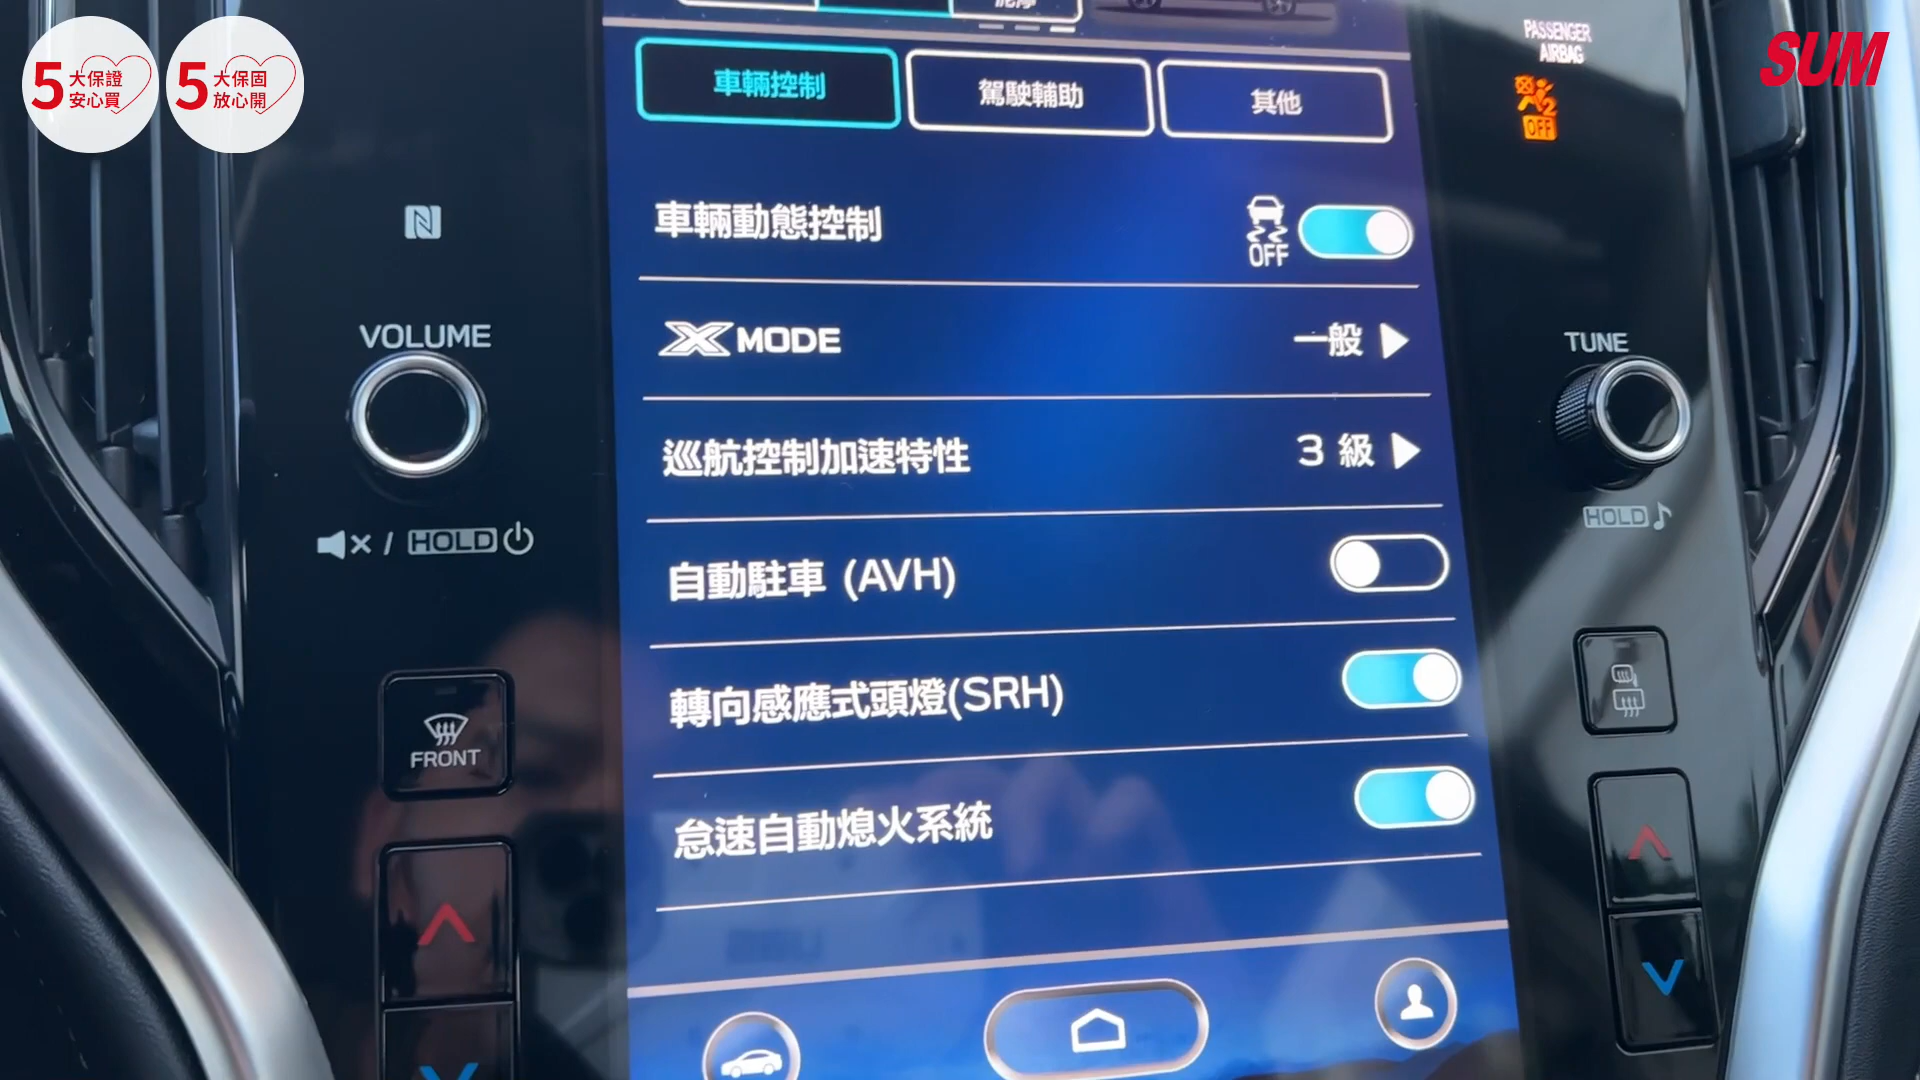 5大保證
安心買
5大保固
放心開
SUM
PASSENGER
AIRBAG
OFF
車輛控制
駕駛輔助
其他
車輛動態控制
OFF
X MODE
一般
巡航控制加速特性
3 級
自動駐車 (AVH)
轉向感應式頭燈(SRH)
怠速自動熄火系統
VOLUME
/ HOLD
FRONT
TUNE
HOLD